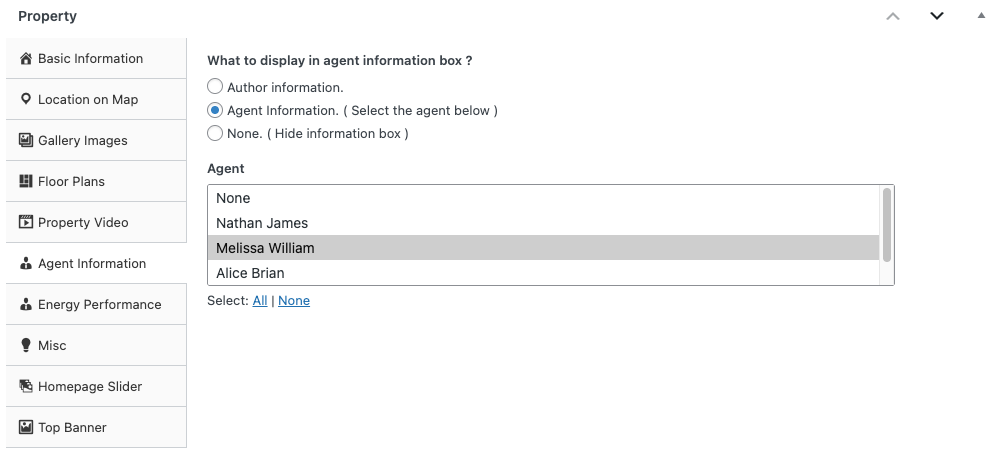 Property
Basic Information
Location on Map
Gallery Images
Floor Plans
Property Video
Agent Information
Energy Performance
Misc
Homepage Slider
Top Banner
What to display in agent information box ?
Author information.
Agent Information. ( Select the agent below )
None. ( Hide information box )
Agent
None
Nathan James
Melissa William
Alice Brian
Select: All | None